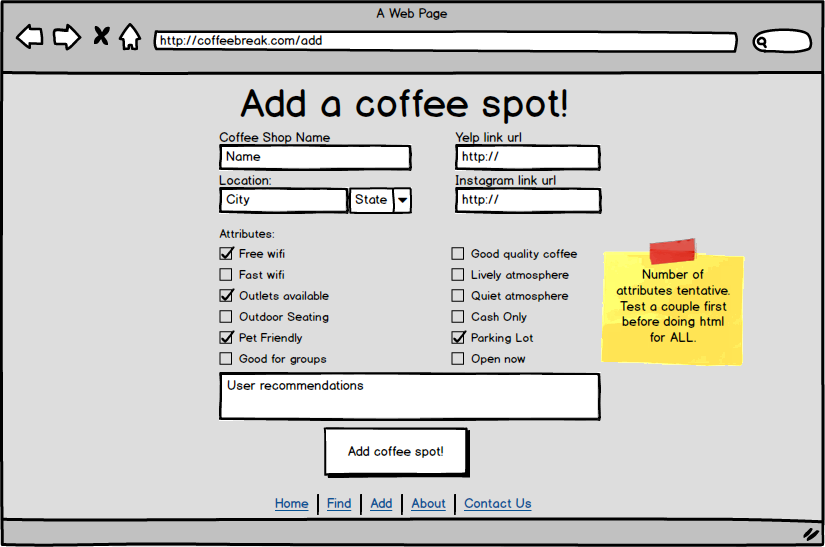 A Web Page
http://coffeebreak.com/add
Add a coffee spot!
Coffee Shop Name
Yelp link url
Name
http://
Location:
Instagram link url
City
State
http://
Attributes:
Free wifi
Good quality coffee
Fast wifi
Lively atmosphere
Outlets available
Quiet atmosphere
Outdoor Seating
Cash Only
Pet Friendly
Parking Lot
Good for groups
Open now
Number of
attributes tentative.
Test a couple first
before doing html
for ALL.
User recommendations
Add coffee spot!
Home
Find
Add
About
Contact Us